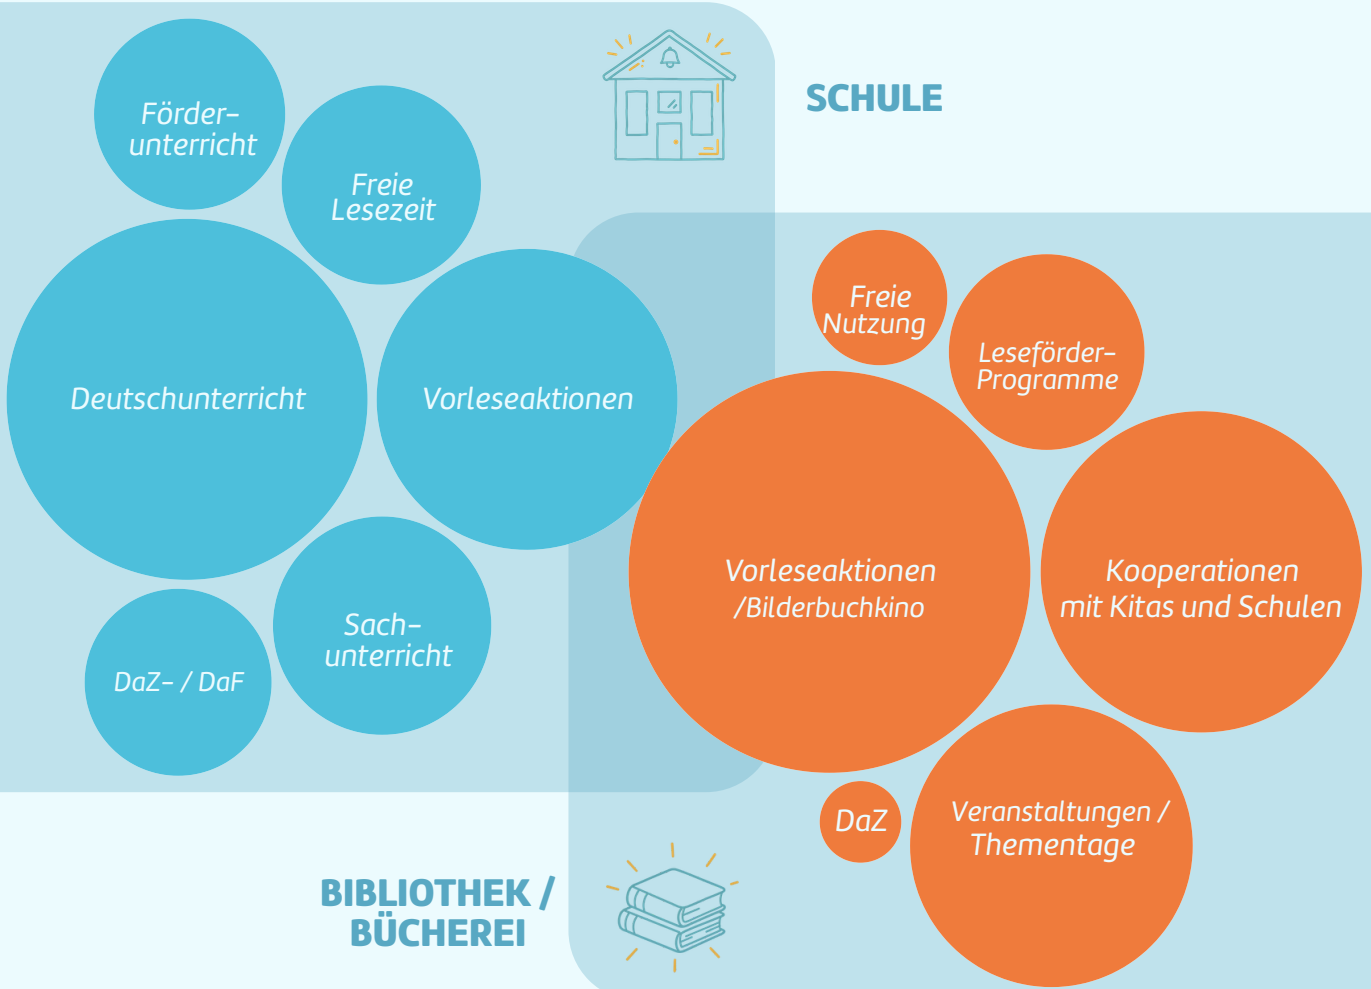 SCHULE
Förder-
unterricht
Freie
Lesezeit
Deutschunterricht
Vorleseaktionen
Sach-
unterricht
DaZ- / DaF
Freie
Nutzung
Leseförder-
Programme
Vorleseaktionen
/Bilderbuchkino
Kooperationen
mit Kitas und Schulen
DaZ
Veranstaltungen /
Thementage
BIBLIOTHEK /
BÜCHEREI